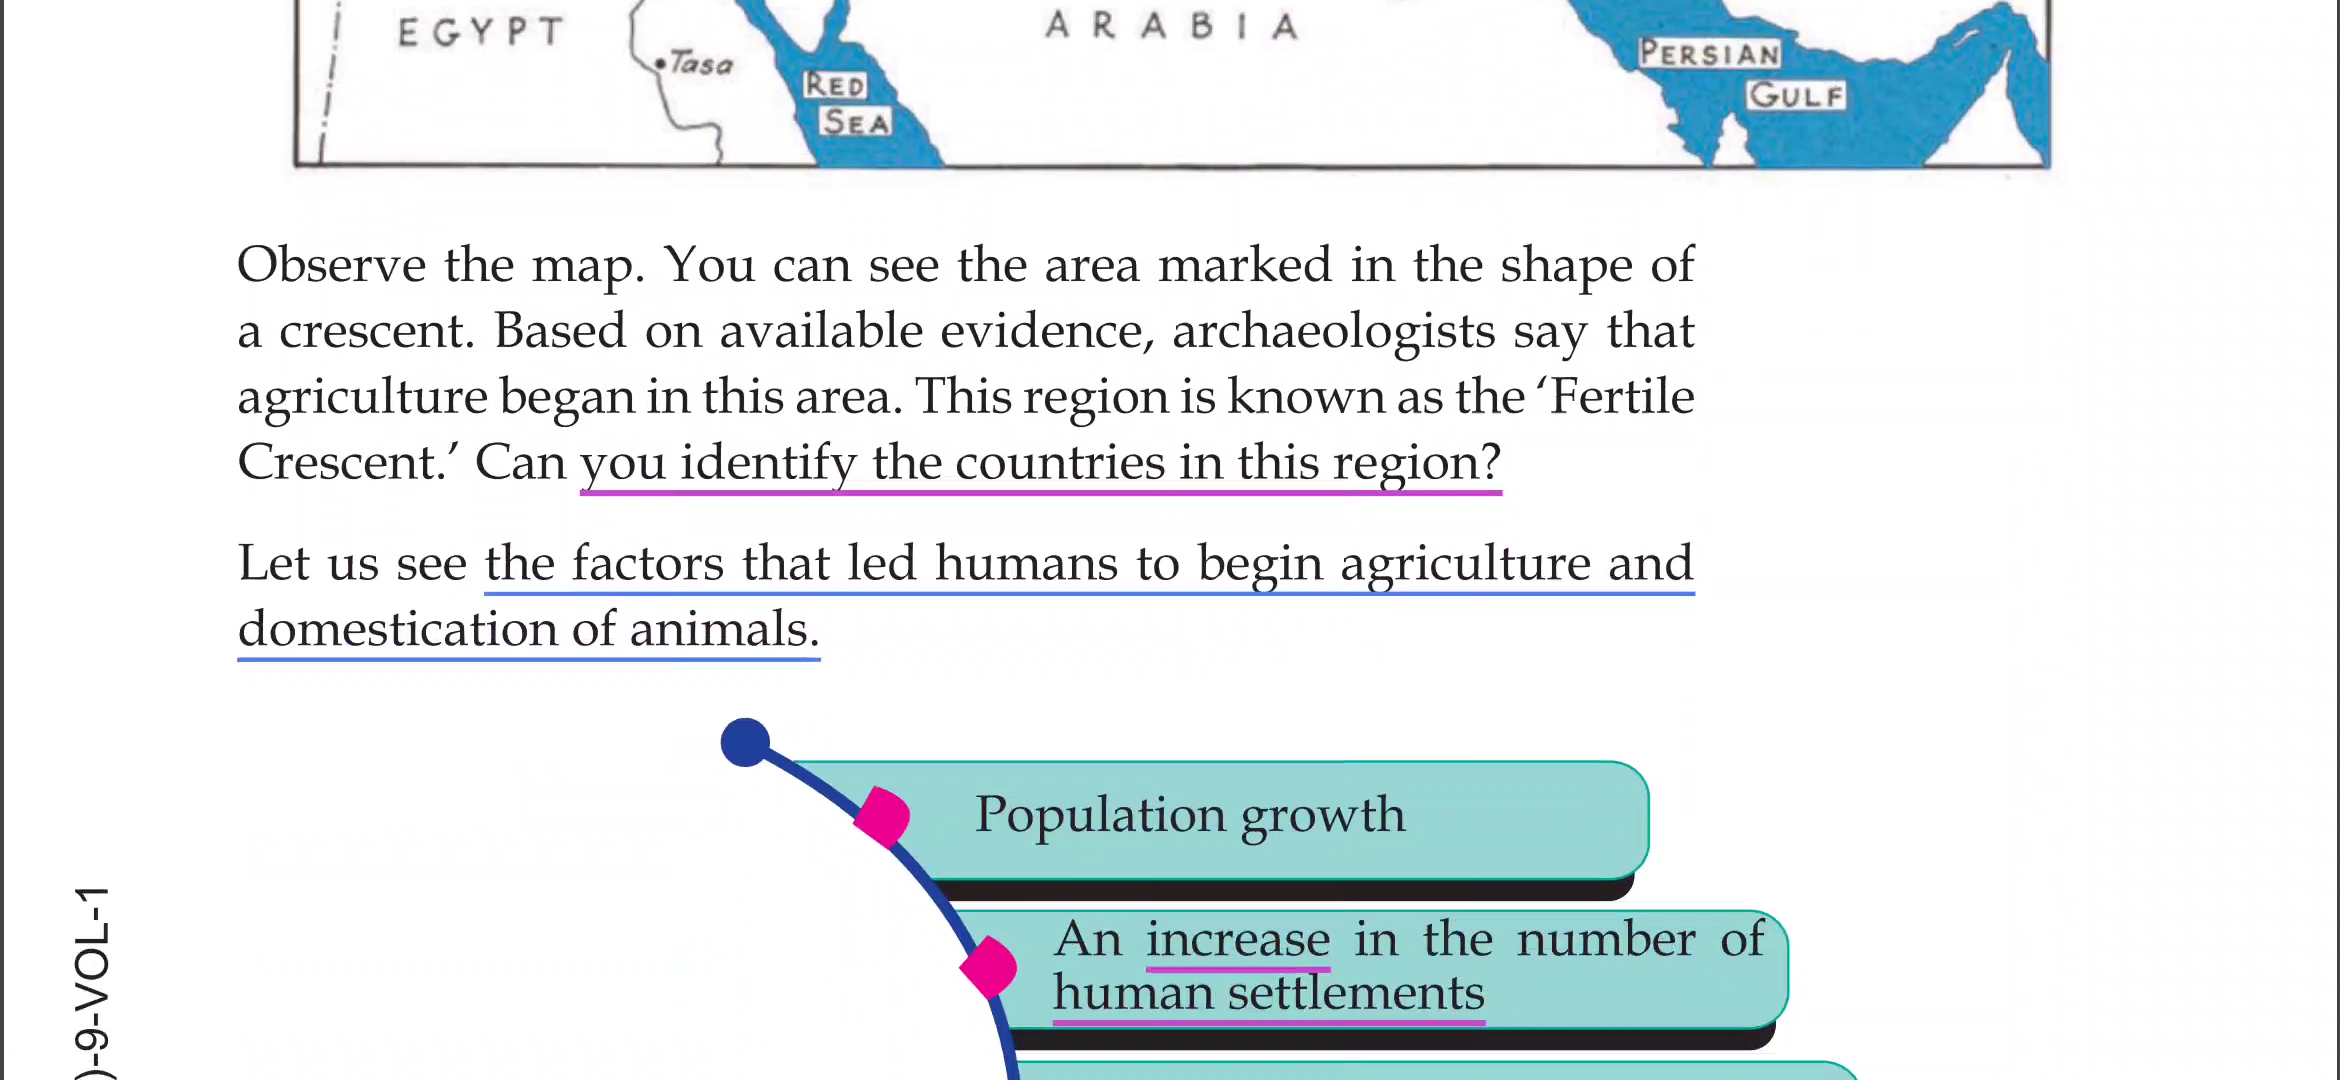 EGYPT
ARABIA
Tasa
RED
SEA
PERSIAN
GULF
Observe the map. You can see the area marked in the shape of
a crescent. Based on available evidence, archaeologists say that
agriculture began in this area. This region is known as the ‘Fertile
Crescent.’ Can you identify the countries in this region?
Let us see the factors that led humans to begin agriculture and
domestication of animals.
Population growth
An increase in the number of
human settlements
)-9-VOL-1